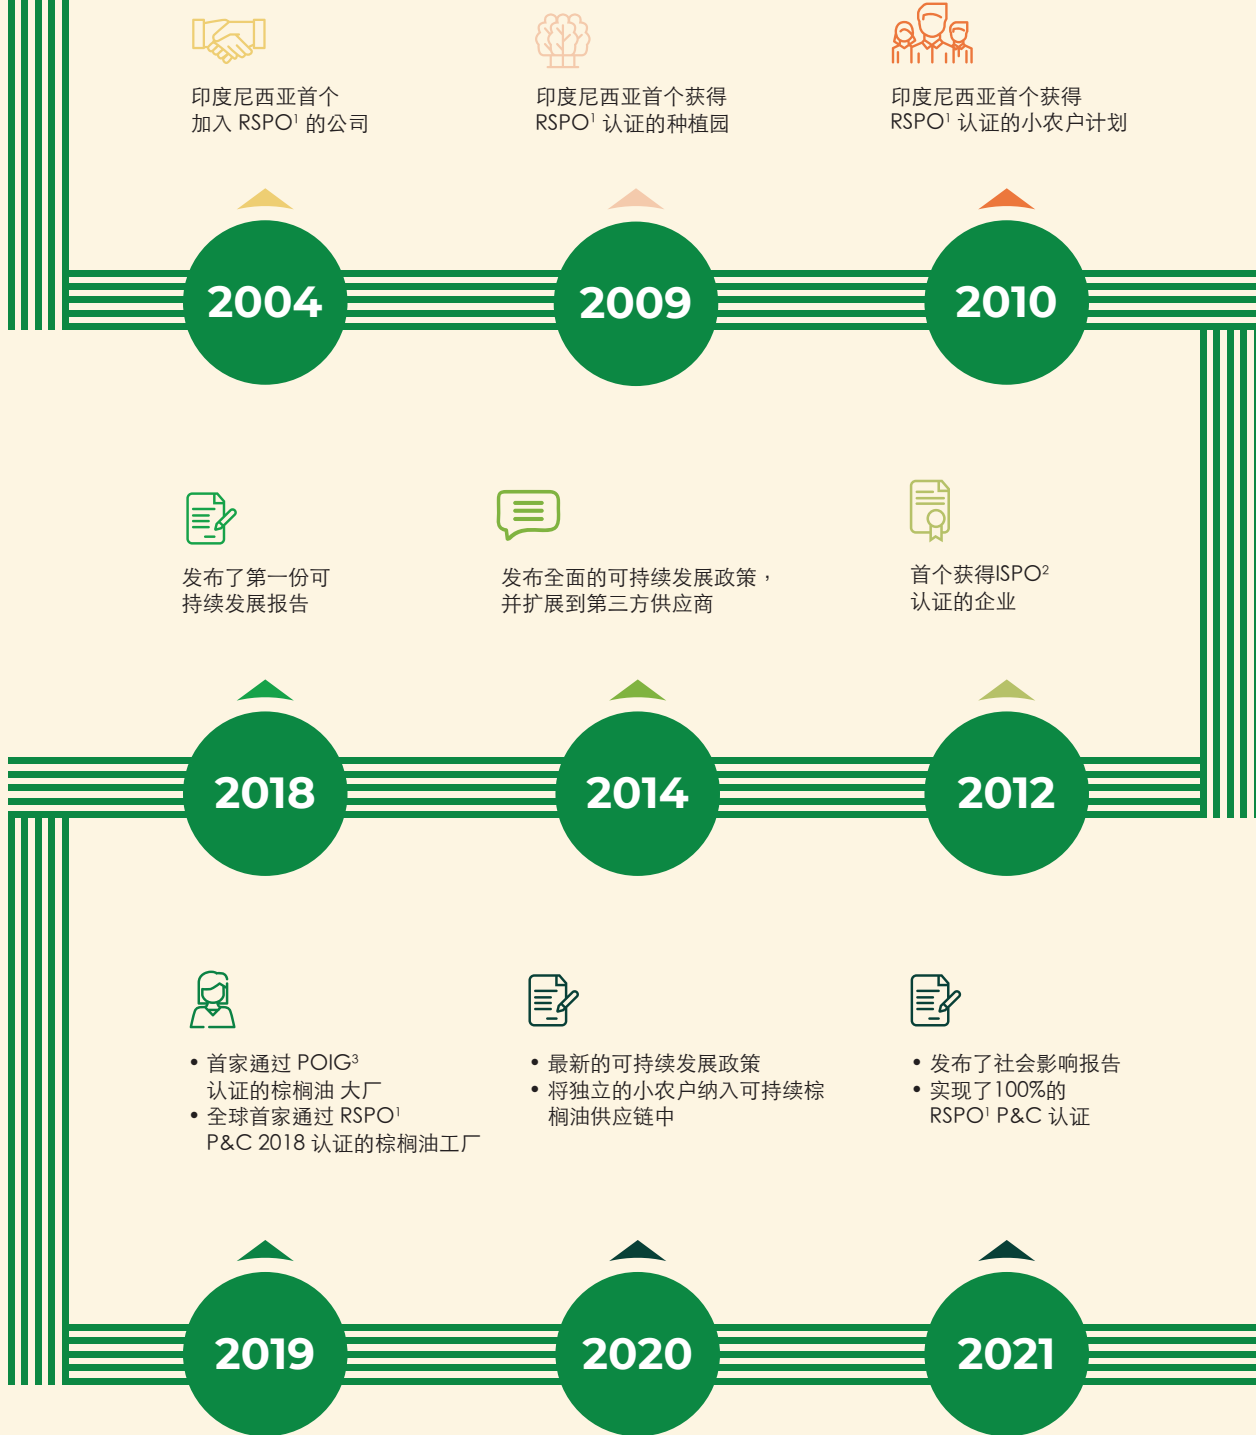 印度尼西亚首个
加入 RSPO¹ 的公司
印度尼西亚首个获得
RSPO¹ 认证的种植园
印度尼西亚首个获得
RSPO¹ 认证的小农户计划
2004
2009
2010
发布了第一份可
持续发展报告
发布全面的可持续发展政策，
并扩展到第三方供应商
首个获得ISPO²
认证的企业
2018
2014
2012
• 首家通过 POIG³
认证的棕榈油 大厂
• 全球首家通过 RSPO¹
P&C 2018 认证的棕榈油工厂
• 最新的可持续发展政策
• 将独立的小农户纳入可持续棕
榈油供应链中
• 发布了社会影响报告
• 实现了100%的
RSPO¹ P&C 认证
2019
2020
2021